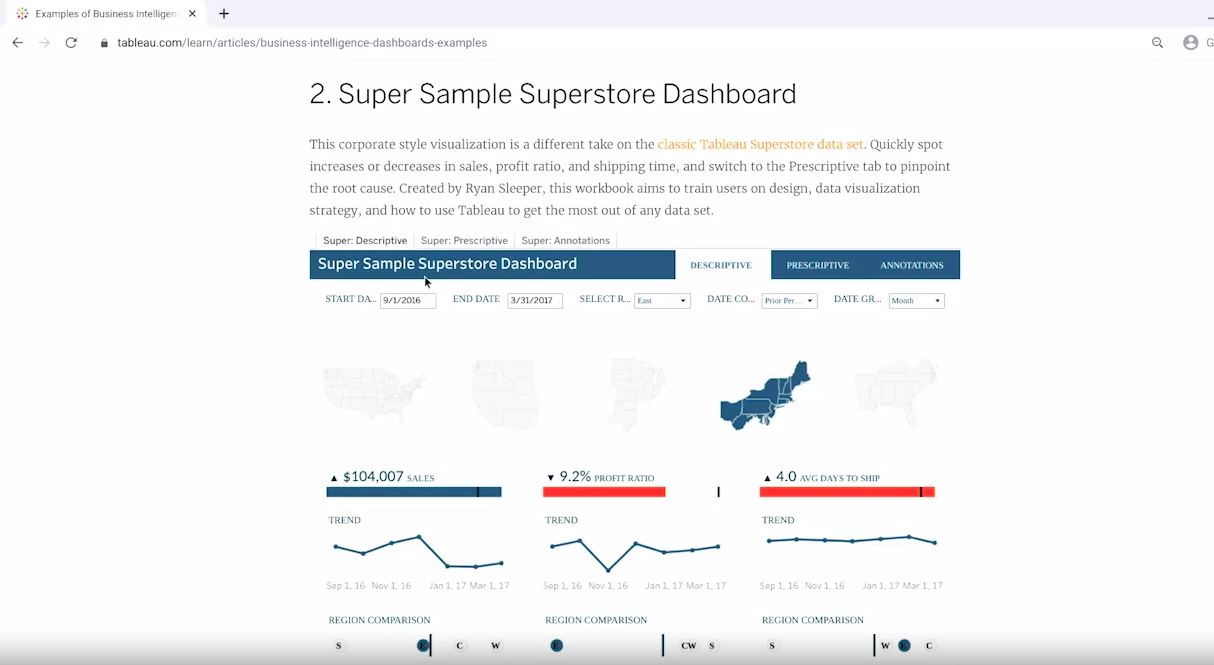 Examples of Business Intelligen
tableau.com/learn/articles/business-intelligence-dashboards-examples
G
2. Super Sample Superstore Dashboard
This corporate style visualization is a different take on the classic Tableau Superstore data set. Quickly spot
increases or decreases in sales, profit ratio, and shipping time, and switch to the Prescriptive tab to pinpoint
the root cause. Created by Ryan Sleeper, this workbook aims to train users on design, data visualization
strategy, and how to use Tableau to get the most out of any data set.
Super: Descriptive Super: Prescriptive Super: Annotations
Super Sample Superstore Dashboard DESCRIPTIVE PRESCRIPTIVE ANNOTATIONS
START DA... 9/1/2016 END DATE 3/31/2017 SELECT R... East DATE CO... Prior Per... DATE GR... Month
▲ $104,007 SALES ▼ 9.2% PROFIT RATIO ▲ 4.0 AVG DAYS TO SHIP
TREND TREND TREND
Sep 1, 16 Nov 1, 16 Jan 1, 17 Mar 1, 17 Sep 1, 16 Nov 1, 16 Jan 1, 17 Mar 1, 17 Sep 1, 16 Nov 1, 16 Jan 1, 17 Mar 1, 17
REGION COMPARISON REGION COMPARISON REGION COMPARISON
S E C W E CW S S W E C